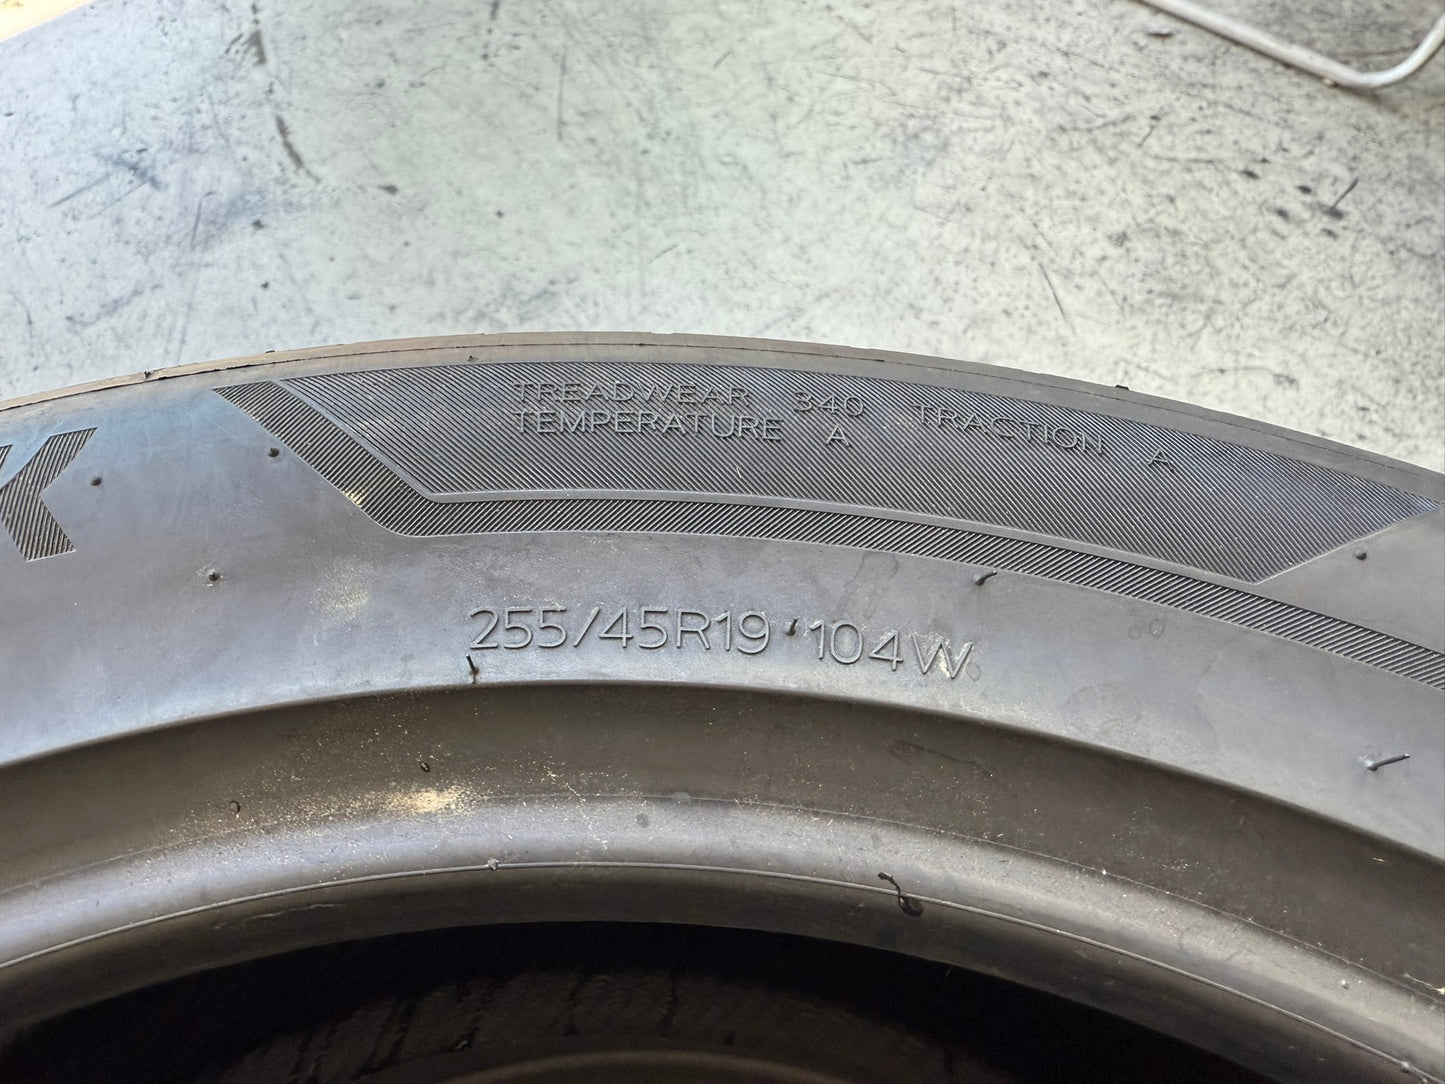 TREADWEAR 340 TRACTION A
TEMPERATURE A
K
255/45R19 104W